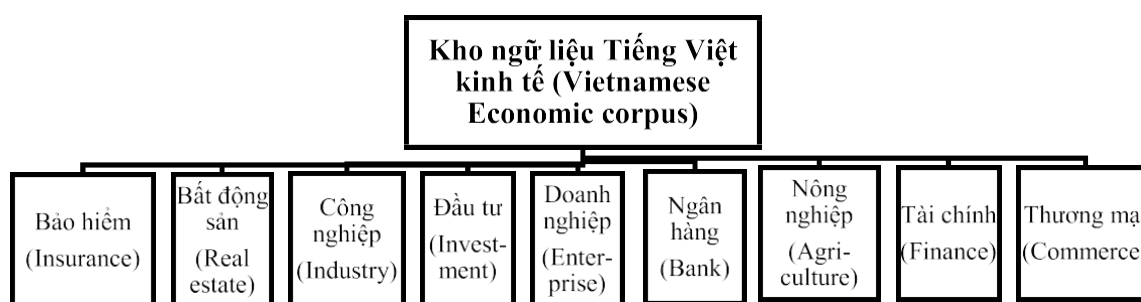 Kho ngữ liệu Tiếng Việt
kinh tế (Vietnamese
Economic corpus)
Bảo hiểm
(Insurance)
Bất động
sản
(Real
estate)
Công
nghiệp
(Industry)
Đầu tư
(Invest-
ment)
Doanh
nghiệp
(Enter-
prise)
Ngân
hàng
(Bank)
Nông
nghiệp
(Agri-
culture)
Tài chính
(Finance)
Thương mạ
(Commerce